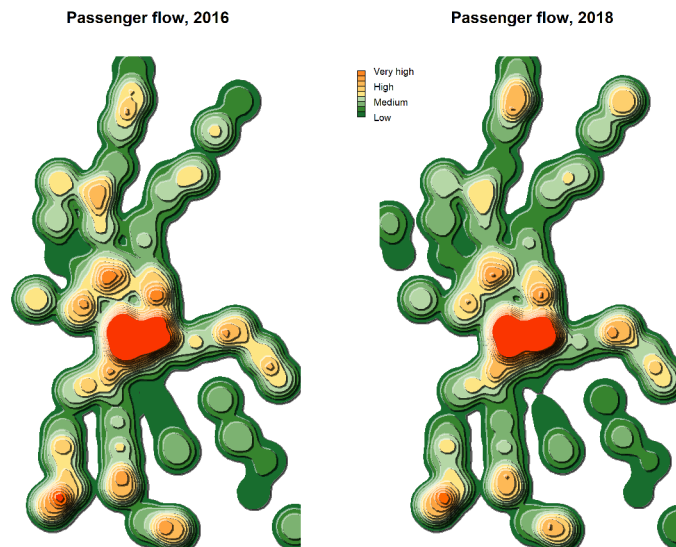 Passenger flow, 2016
Passenger flow, 2018
Very high
High
Medium
Low